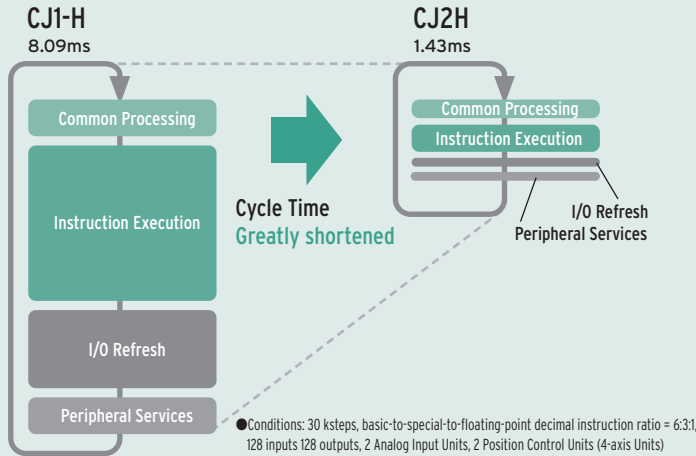 CJ1-H
8.09ms
Common Processing
Instruction Execution
I/O Refresh
Peripheral Services
Cycle Time
Greatly shortened
CJ2H
1.43ms
Common Processing
Instruction Execution
I/O Refresh
Peripheral Services
●Conditions: 30 ksteps, basic-to-special-to-floating-point decimal instruction ratio = 6:3:1,
128 inputs 128 outputs, 2 Analog Input Units, 2 Position Control Units (4-axis Units)